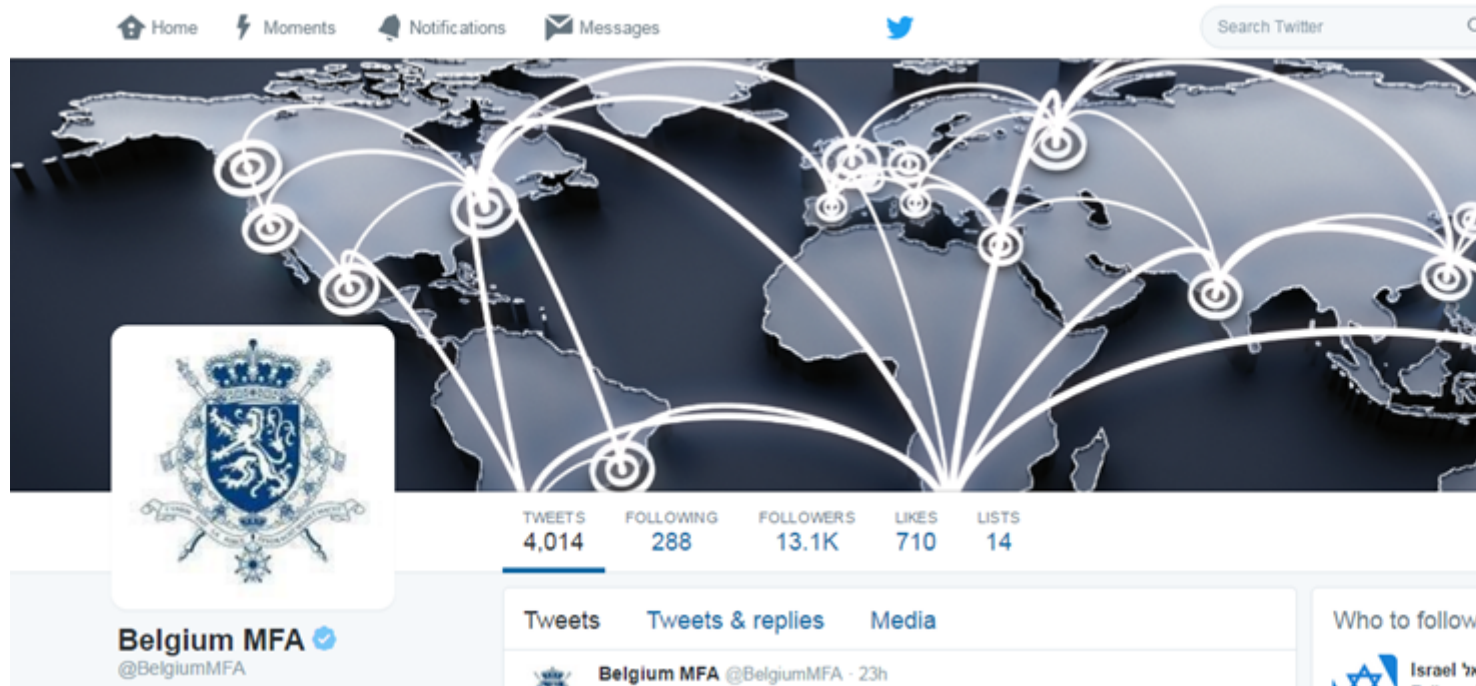 Home Moments Notifications Messages Search Twitter
TWEETS FOLLOWING FOLLOWERS LIKES LISTS
4,014 288 13.1K 710 14
Belgium MFA
@BelgiumMFA
Tweets Tweets & replies Media
Belgium MFA @BelgiumMFA · 23h
Who to follow
Israel